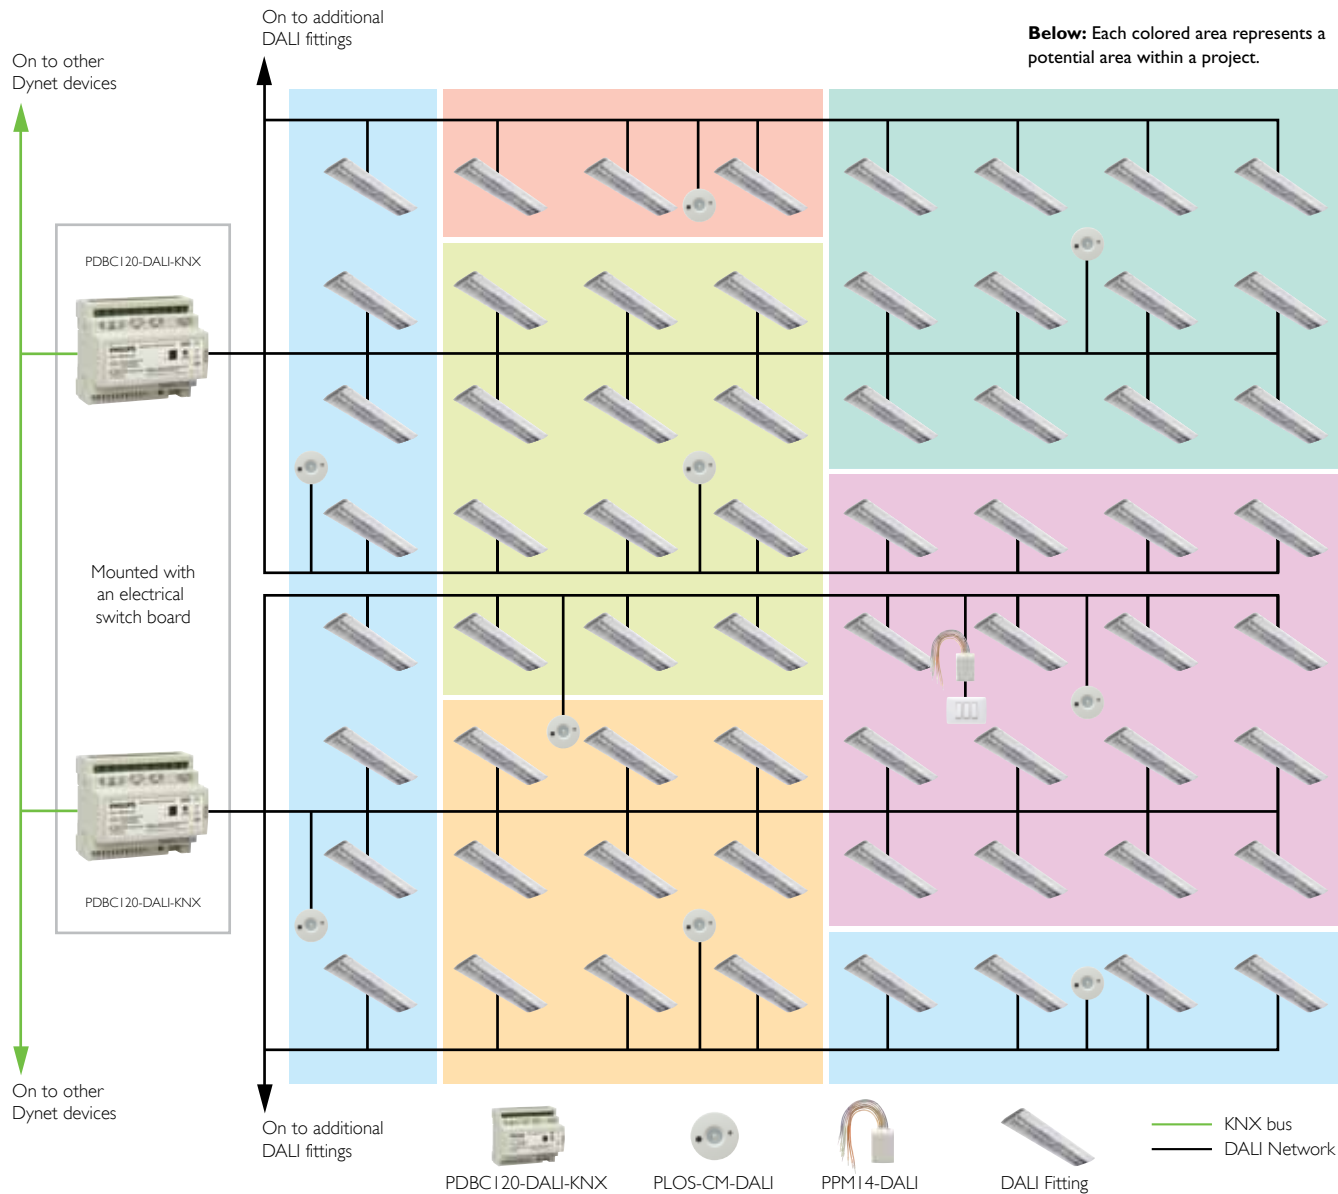 On to additional
DALI fittings
Below: Each colored area represents a
potential area within a project.
On to other
Dynet devices
PDBC120-DALI-KNX
PHILIPS
Mounted with
an electrical
switch board
PHILIPS
PDBC120-DALI-KNX
On to other
Dynet devices
On to additional
DALI fittings
KNX bus
DALI Network
PDBC120-DALI-KNX
PLOS-CM-DALI
PPM14-DALI
DALI Fitting